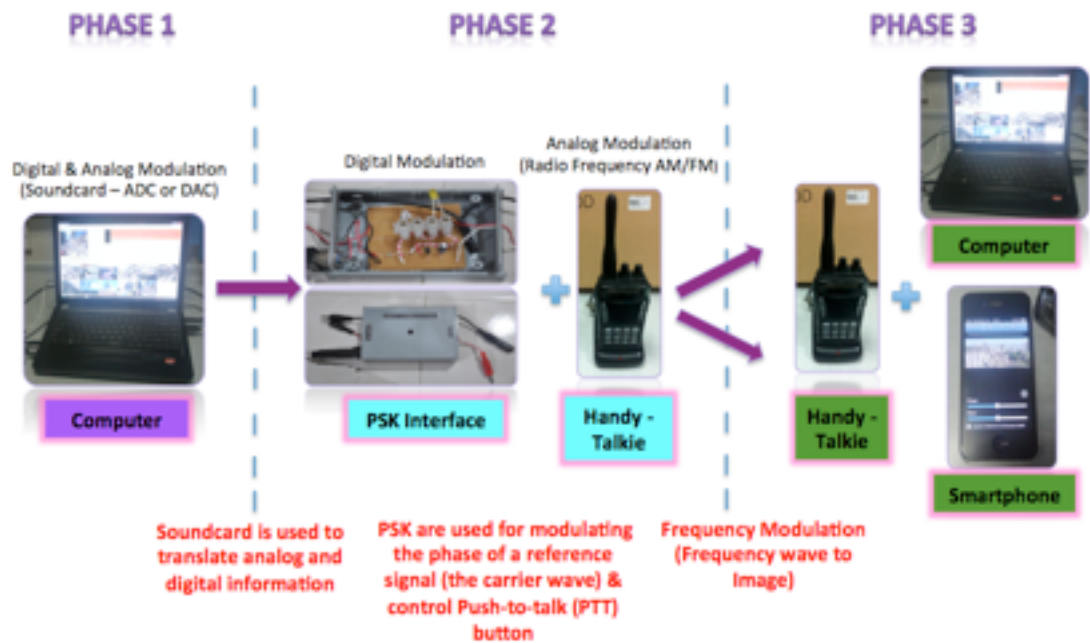 PHASE 1
PHASE 2
PHASE 3
Digital & Analog Modulation
(Soundcard – ADC or DAC)
Digital Modulation
Analog Modulation
(Radio Frequency AM/FM)
Computer
PSK Interface
Handy -
Talkie
Handy -
Talkie
Computer
Smartphone
Soundcard is used to
translate analog and
digital information
PSK are used for modulating
the phase of a reference
signal (the carrier wave) &
control Push-to-talk (PTT)
button
Frequency Modulation
(Frequency wave to
Image)